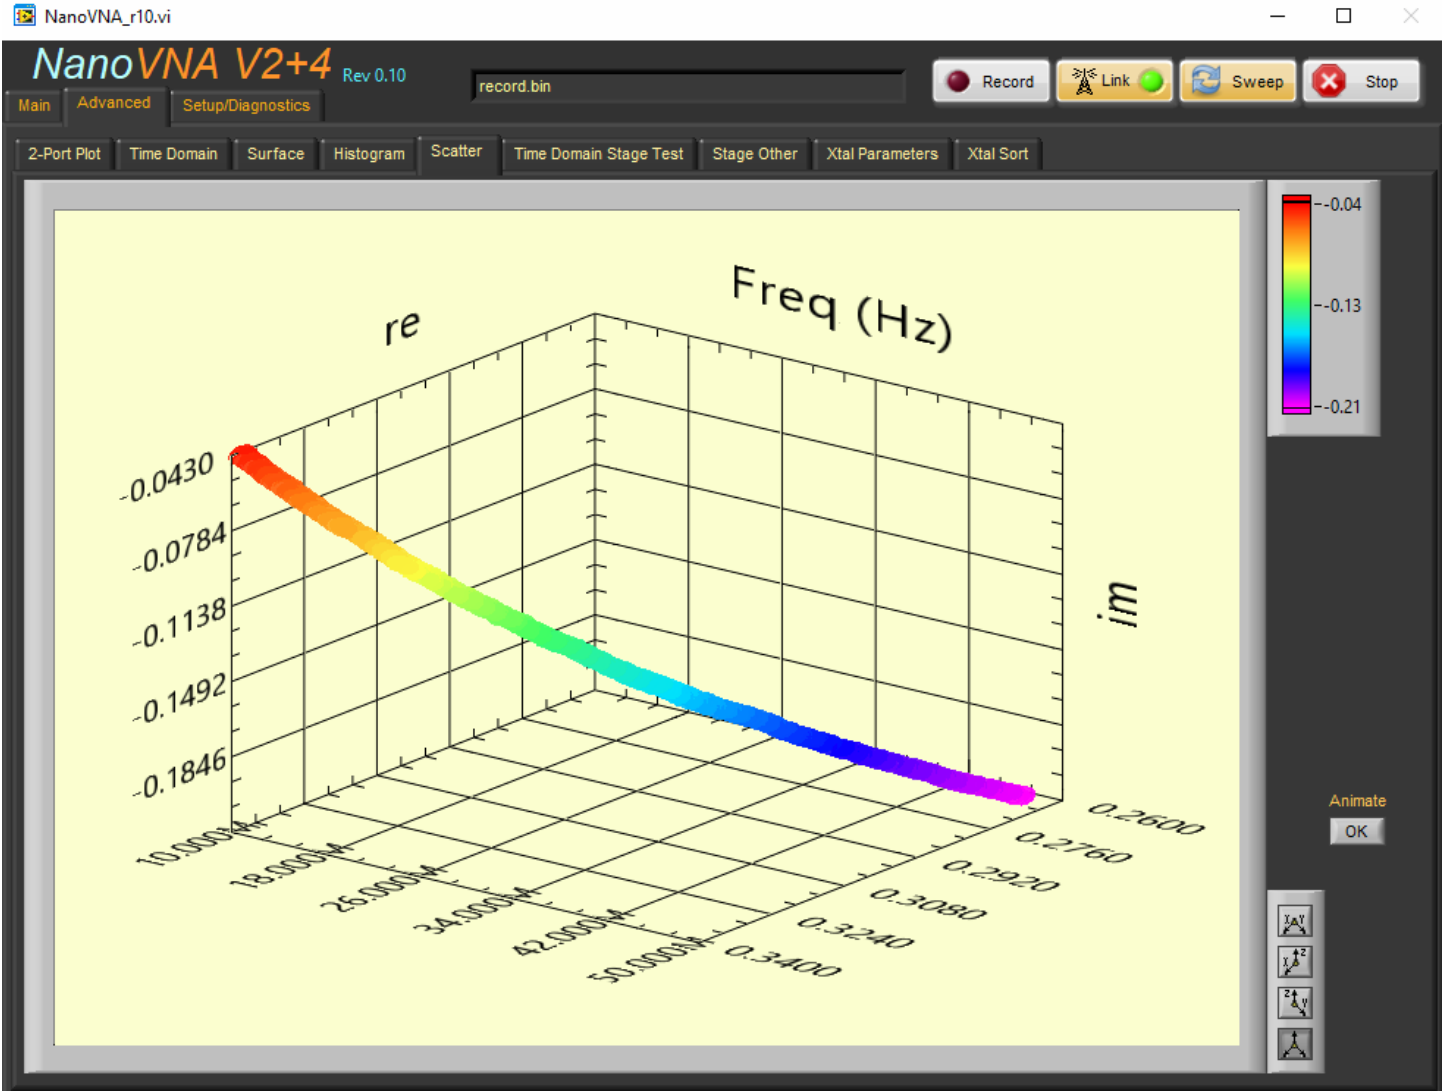 NanoVNA_r10.vi
NanoVNA V2+4 Rev 0.10
record.bin
Record
Link
Sweep
Stop
Main
Advanced
Setup/Diagnostics
2-Port Plot
Time Domain
Surface
Histogram
Scatter
Time Domain Stage Test
Stage Other
Xtal Parameters
Xtal Sort
-0.04
-0.13
-0.21
re
Freq (Hz)
im
-0.0430
-0.0784
-0.1138
-0.1492
-0.1846
10.000M
18.000M
26.000M
34.000M
42.000M
50.000M
0.2600
0.2760
0.2920
0.3080
0.3240
0.3400
Animate
OK
X Y
X Z
Z Y